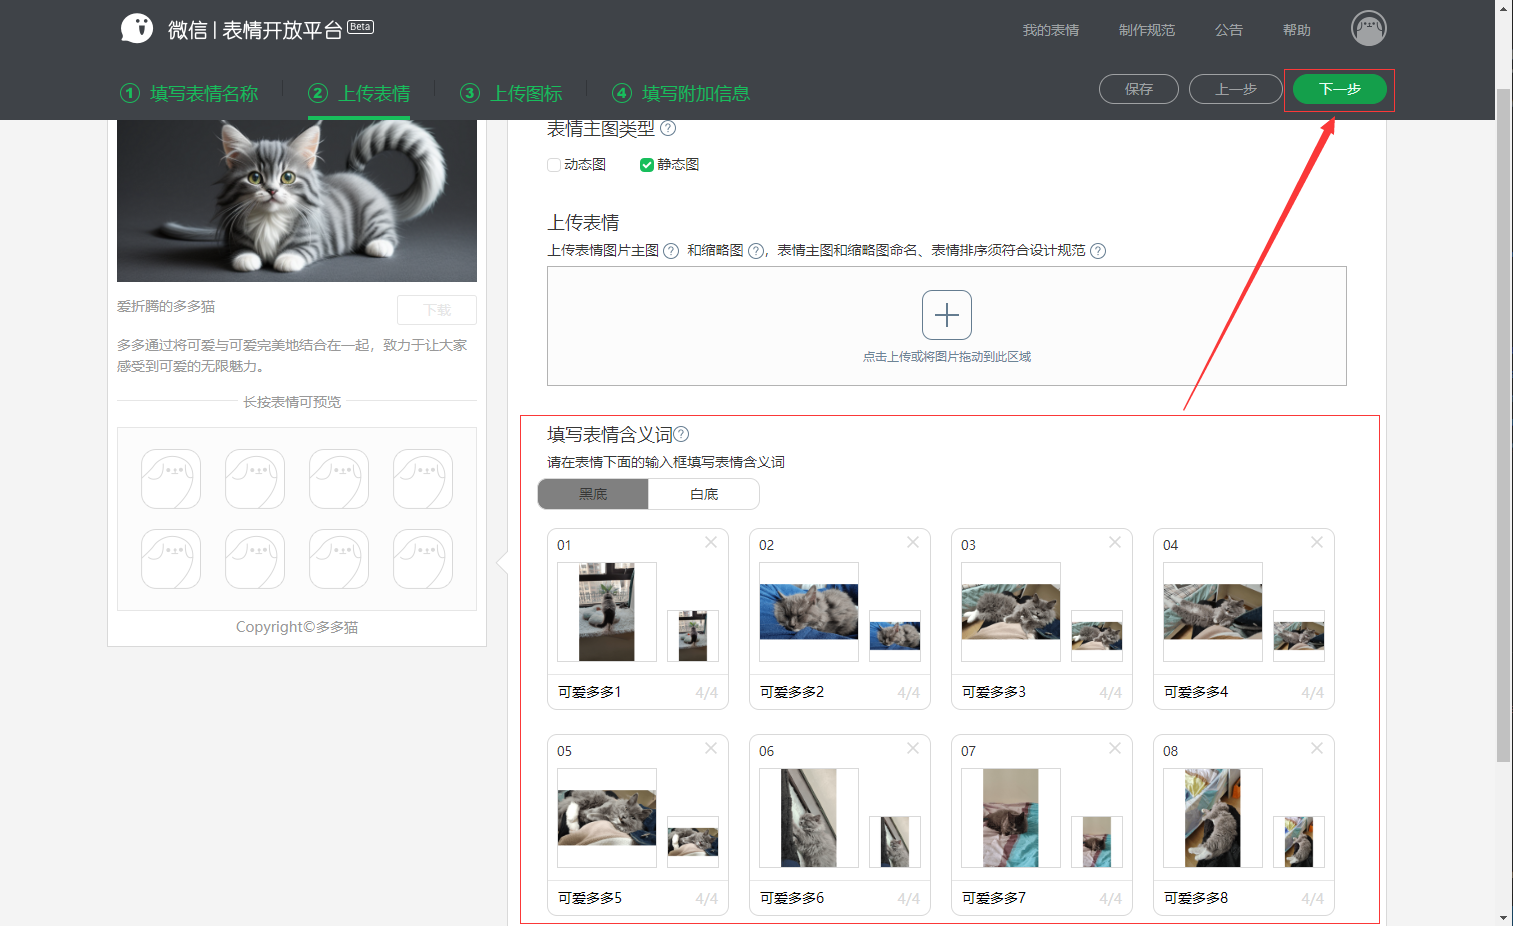 微信 | 表情开放平台 Beta
我的表情 制作规范 公告 帮助
1 填写表情名称 2 上传表情 3 上传图标 4 填写附加信息 保存 上一步 下一步
爱折腾的多多猫 下载
多多通过将可爱与可爱完美地结合在一起，致力于让大家
感受到可爱的无限魅力。
长按表情可预览
Copyright©多多猫
表情主图类型 ?
动态图 静态图
上传表情
上传表情图片主图 ? 和缩略图 ?，表情主图和缩略图命名、表情排序须符合设计规范 ?
点击上传或将图片拖动到此区域
填写表情含义词 ?
请在表情下面的输入框填写表情含义词
黑底 白底
01 02 03 04
可爱多多1 4/4 可爱多多2 4/4 可爱多多3 4/4 可爱多多4 4/4
05 06 07 08
可爱多多5 4/4 可爱多多6 4/4 可爱多多7 4/4 可爱多多8 4/4